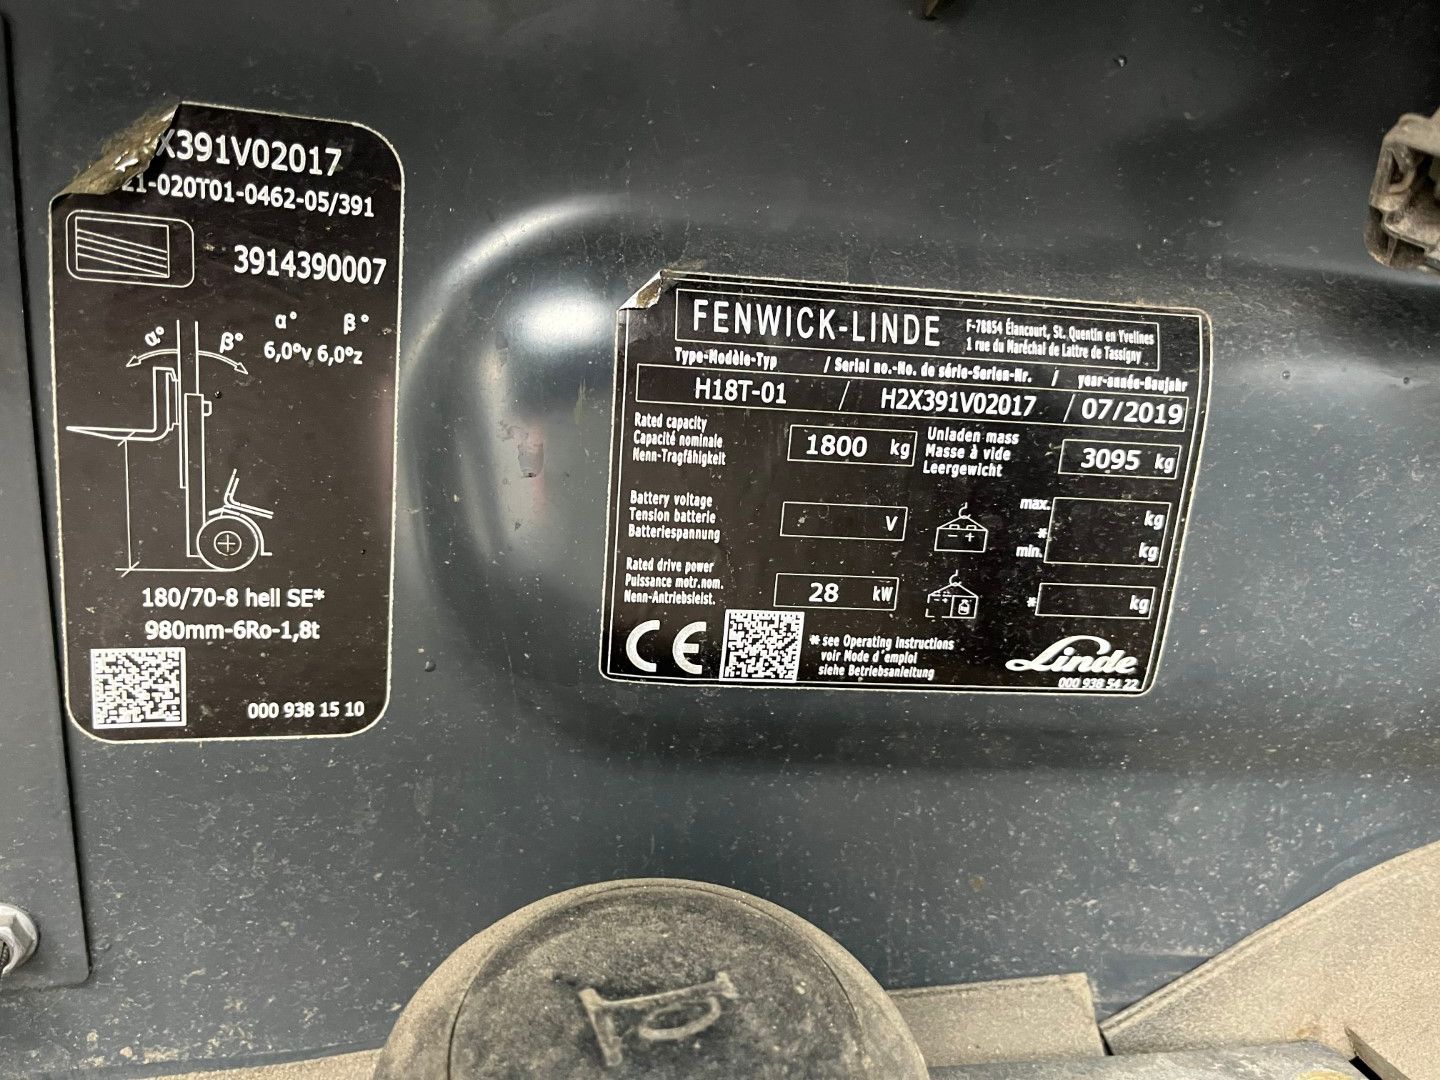 X391V02017
21-020T01-0462-05/391
3914390007
α° β°
α° β° 6,0°v 6,0°z
180/70-8 hell SE*
980mm-6Ro-1,8t
000 938 15 10
FENWICK-LINDE
F-78854 Élancourt, St. Quentin en Yvelines
1 rue du Maréchal de Lattre de Tassigny
Type-Modèle-Typ / Serial no.-No. de série-Serien-Nr. / year-année-Baujahr
H18T-01 / H2X391V02017 / 07/2019
Rated capacity
Capacité nominale
Nenn-Tragfähigkeit
1800 kg
Unladen mass
Masse à vide
Leergewicht
3095 kg
Battery voltage
Tension batterie
Batteriespannung
V
max. kg
*
min. kg
Rated drive power
Puissance motr.nom.
Nenn-Antriebsleist.
28 kW
* kg
CE
* see Operating instructions
voir Mode d'emploi
siehe Betriebsanleitung
Linde
000 938 54 22